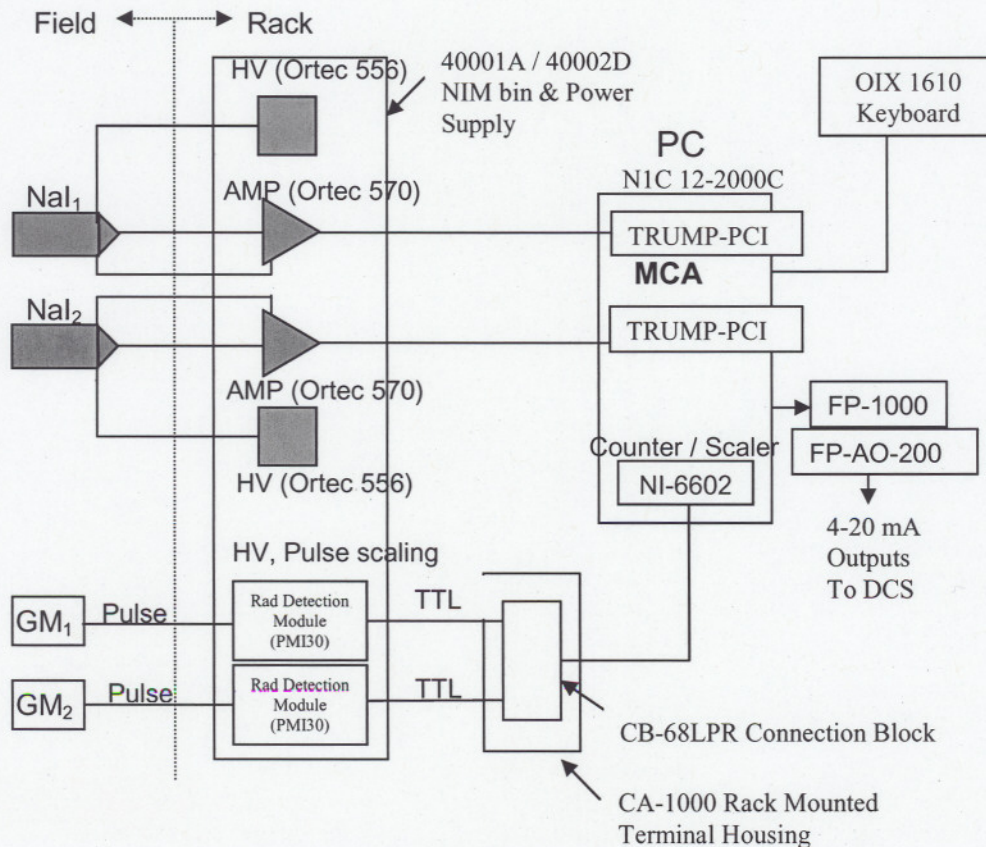 Field
Rack
HV (Ortec 556)
40001A / 40002D
NIM bin & Power
Supply
OIX 1610
Keyboard
PC
N1C 12-2000C
NaI₁
AMP (Ortec 570)
TRUMP-PCI
MCA
NaI₂
TRUMP-PCI
AMP (Ortec 570)
FP-1000
FP-AO-200
Counter / Scaler
NI-6602
HV (Ortec 556)
4-20 mA
Outputs
To DCS
HV, Pulse scaling
GM₁
Pulse
Rad Detection
Module
(PMI30)
TTL
GM₂
Pulse
Rad Detection
Module
(PMI30)
TTL
CB-68LPR Connection Block
CA-1000 Rack Mounted
Terminal Housing